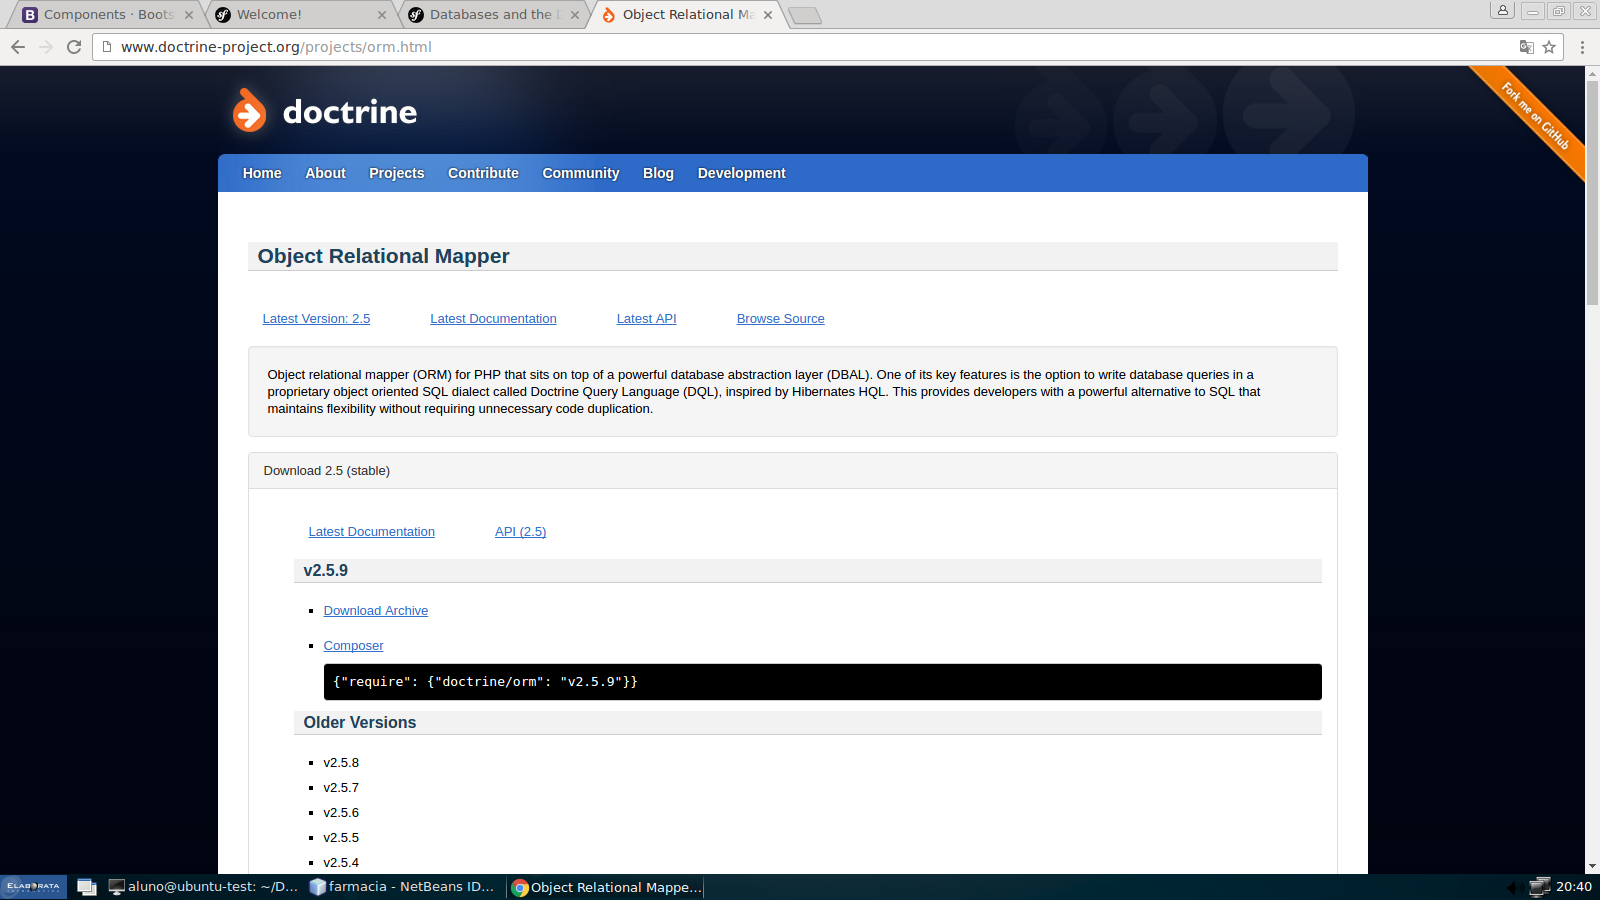 Components · Boots
Welcome!
Databases and the D
Object Relational Ma
www.doctrine-project.org/projects/orm.html
doctrine
Fork me on GitHub
Home About Projects Contribute Community Blog Development
Object Relational Mapper
Latest Version: 2.5 Latest Documentation Latest API Browse Source
Object relational mapper (ORM) for PHP that sits on top of a powerful database abstraction layer (DBAL). One of its key features is the option to write database queries in a
proprietary object oriented SQL dialect called Doctrine Query Language (DQL), inspired by Hibernates HQL. This provides developers with a powerful alternative to SQL that
maintains flexibility without requiring unnecessary code duplication.
Download 2.5 (stable)
Latest Documentation API (2.5)
v2.5.9
Download Archive
Composer
{"require": {"doctrine/orm": "v2.5.9"}}
Older Versions
v2.5.8
v2.5.7
v2.5.6
v2.5.5
v2.5.4
ELABORATA
aluno@ubuntu-test: ~/D...
farmacia - NetBeans ID...
Object Relational Mappe...
20:40